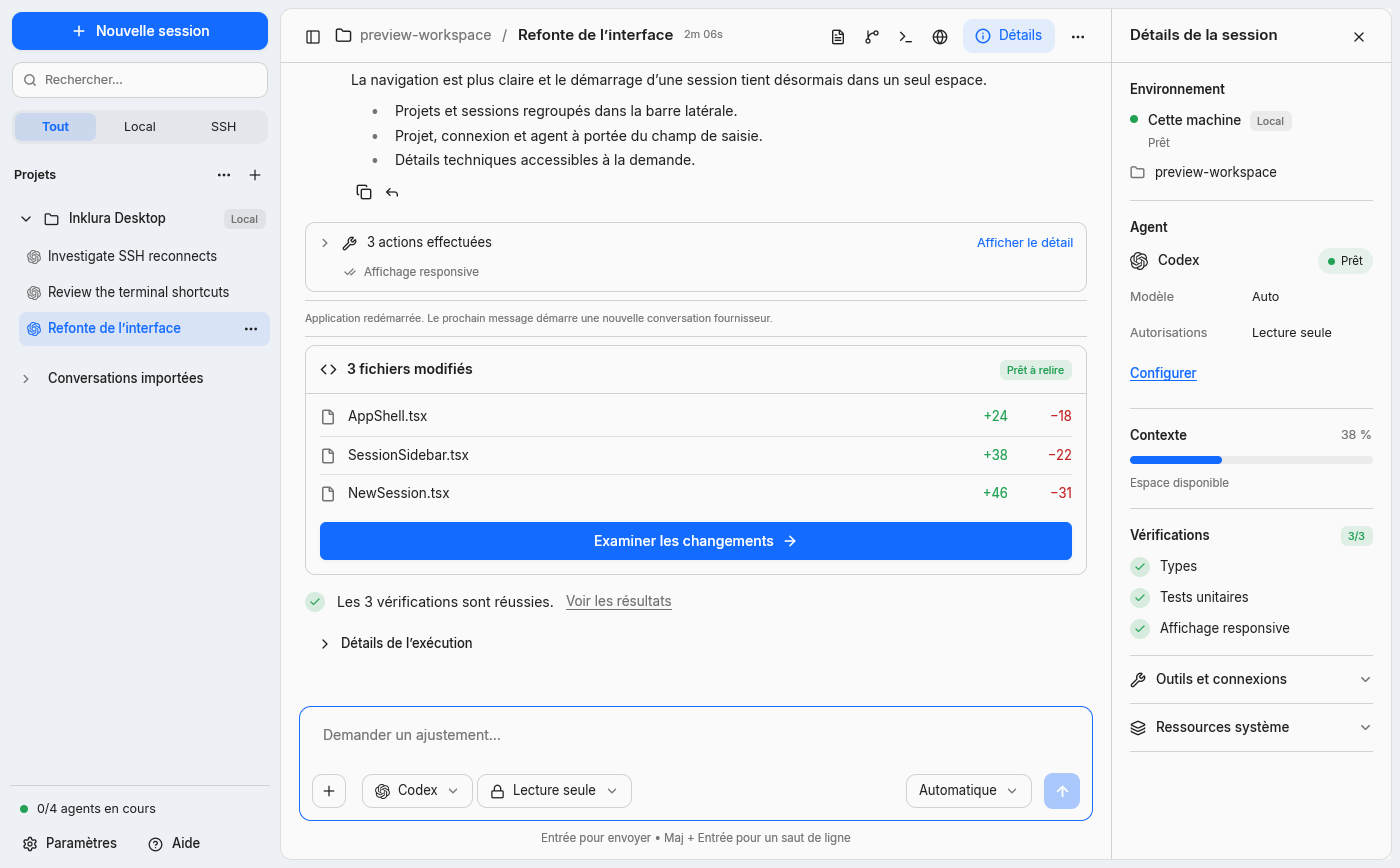 Nouvelle session
Rechercher...
Tout
Local
SSH
Projets
Inklura Desktop
Local
Investigate SSH reconnects
Review the terminal shortcuts
Refonte de l'interface
Conversations importées
0/4 agents en cours
Paramètres
Aide
preview-workspace / Refonte de l'interface 2m 06s
Détails
La navigation est plus claire et le démarrage d'une session tient désormais dans un seul espace.
• Projets et sessions regroupés dans la barre latérale.
• Projet, connexion et agent à portée du champ de saisie.
• Détails techniques accessibles à la demande.
3 actions effectuées
Afficher le détail
Affichage responsive
Application redémarrée. Le prochain message démarre une nouvelle conversation fournisseur.
3 fichiers modifiés
Prêt à relire
AppShell.tsx +24 −18
SessionSidebar.tsx +38 −22
NewSession.tsx +46 −31
Examiner les changements
Les 3 vérifications sont réussies. Voir les résultats
Détails de l'exécution
Demander un ajustement...
Codex
Lecture seule
Automatique
Entrée pour envoyer • Maj + Entrée pour un saut de ligne
Détails de la session
Environnement
Cette machine Local
Prêt
preview-workspace
Agent
Codex
Prêt
Modèle Auto
Autorisations Lecture seule
Configurer
Contexte 38 %
Espace disponible
Vérifications 3/3
Types
Tests unitaires
Affichage responsive
Outils et connexions
Ressources système